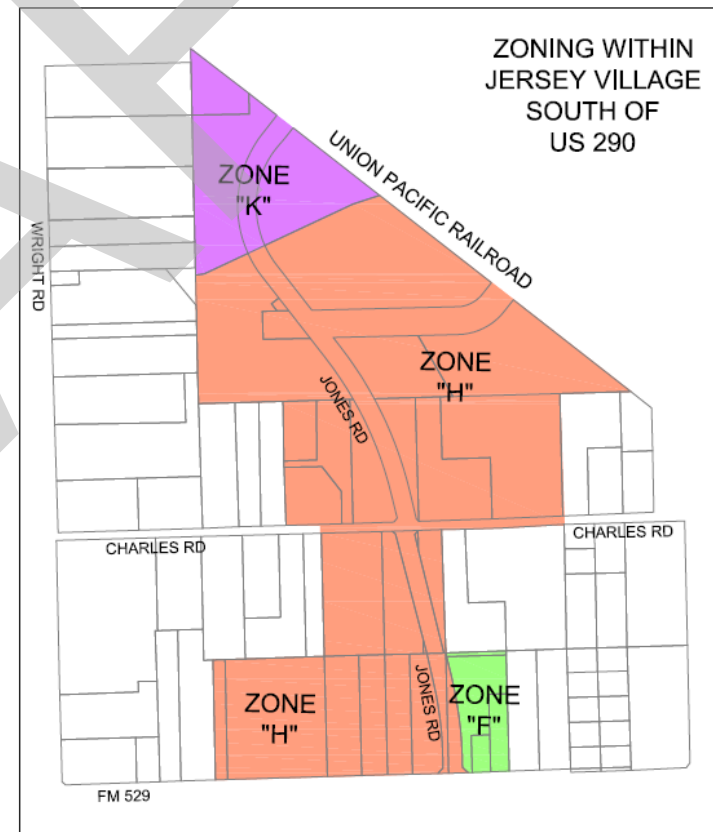 ZONING WITHIN
JERSEY VILLAGE
SOUTH OF
US 290
UNION PACIFIC RAILROAD
ZONE
"K"
WRIGHT RD
ZONE
"H"
JONES RD
CHARLES RD
CHARLES RD
JONES RD
ZONE
"H"
ZONE
"F"
FM 529